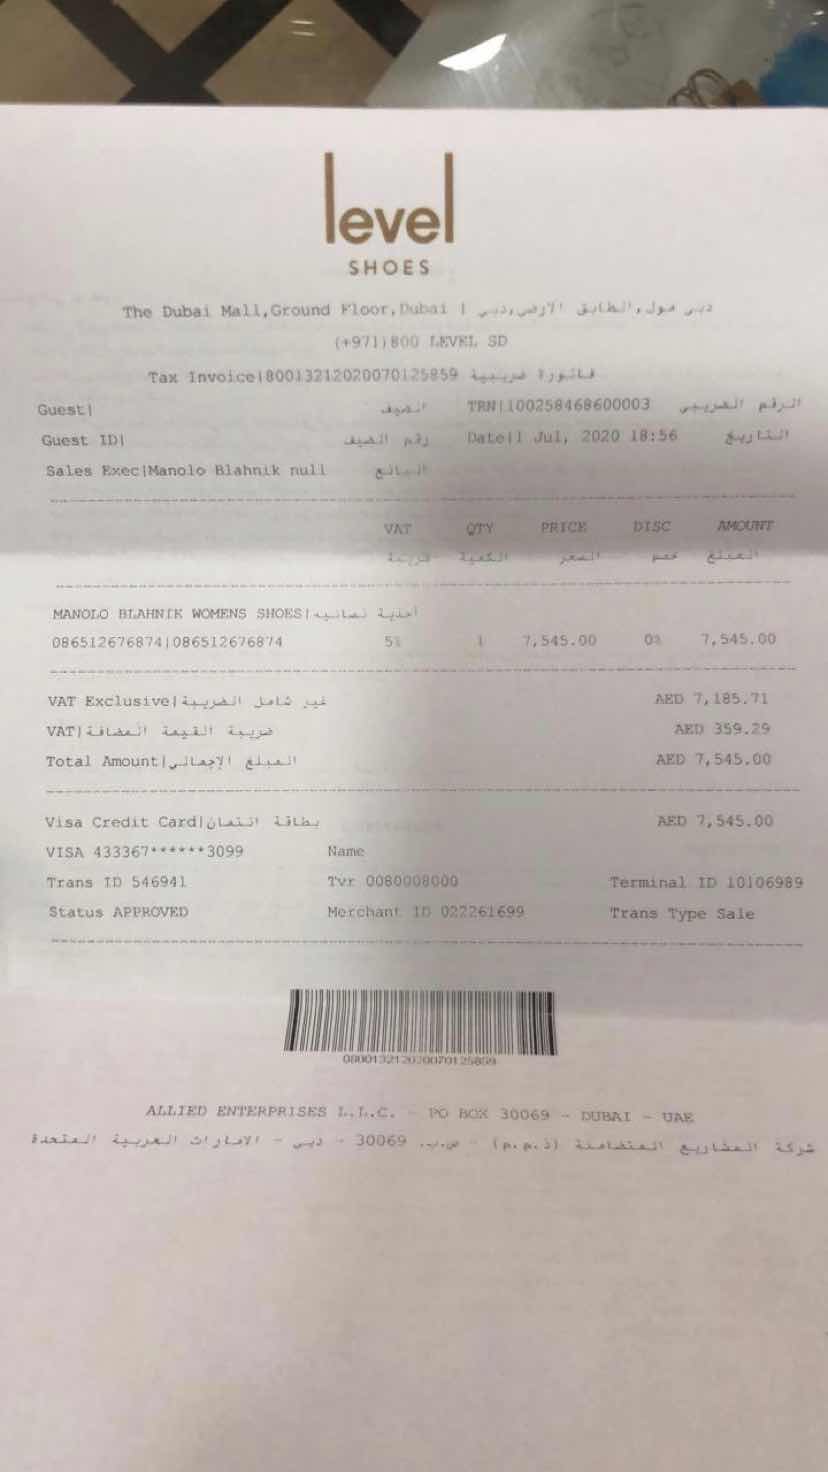 level
SHOES
The Dubai Mall,Ground Floor,Dubai | دبي مول,الطابق الارضي,دبي
(+971)800 LEVEL SD
Tax Invoice|80013212020070125859 فاتورة ضريبية
Guest| الضيف TRN|100258468600003 الرقم الضريبي
Guest ID| رقم الضيف Date|1 Jul, 2020 18:56 التاريخ
Sales Exec|Manolo Blahnik null البائع
VAT QTY PRICE DISC AMOUNT
ضريبة الكمية السعر خصم المبلغ
MANOLO BLAHNIK WOMENS SHOES|أحذية نسائية
086512676874|086512676874 5% 1 7,545.00 0% 7,545.00
VAT Exclusive|غير شامل الضريبة AED 7,185.71
VAT|ضريبة القيمة المضافة AED 359.29
Total Amount|المبلغ الإجمالي AED 7,545.00
Visa Credit Card|بطاقة ائتمان AED 7,545.00
VISA 433367******3099 Name
Trans ID 546941 Tvr 0080008000 Terminal ID 10106989
Status APPROVED Merchant ID 022261699 Trans Type Sale
080013212020070125859
ALLIED ENTERPRISES L.L.C. - PO BOX 30069 - DUBAI - UAE
شركة المشاريع المتضامنة (ذ.م.م) - ص.ب. 30069 - دبي - الامارات العربية المتحدة